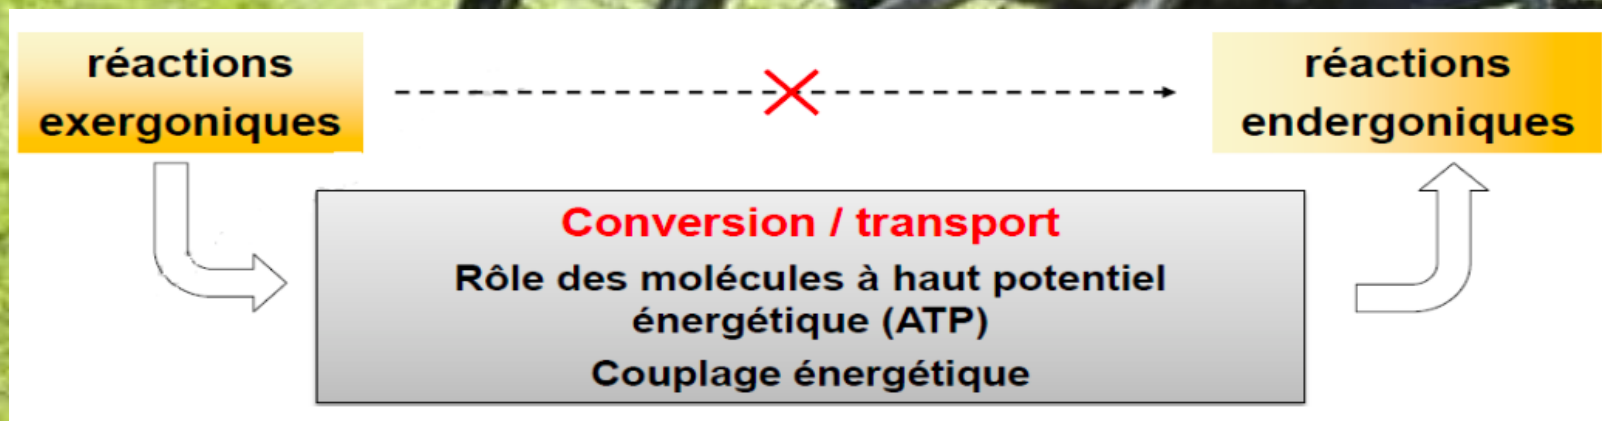 réactions
exergoniques
réactions
endergoniques
Conversion / transport
Rôle des molécules à haut potentiel
énergétique (ATP)
Couplage énergétique